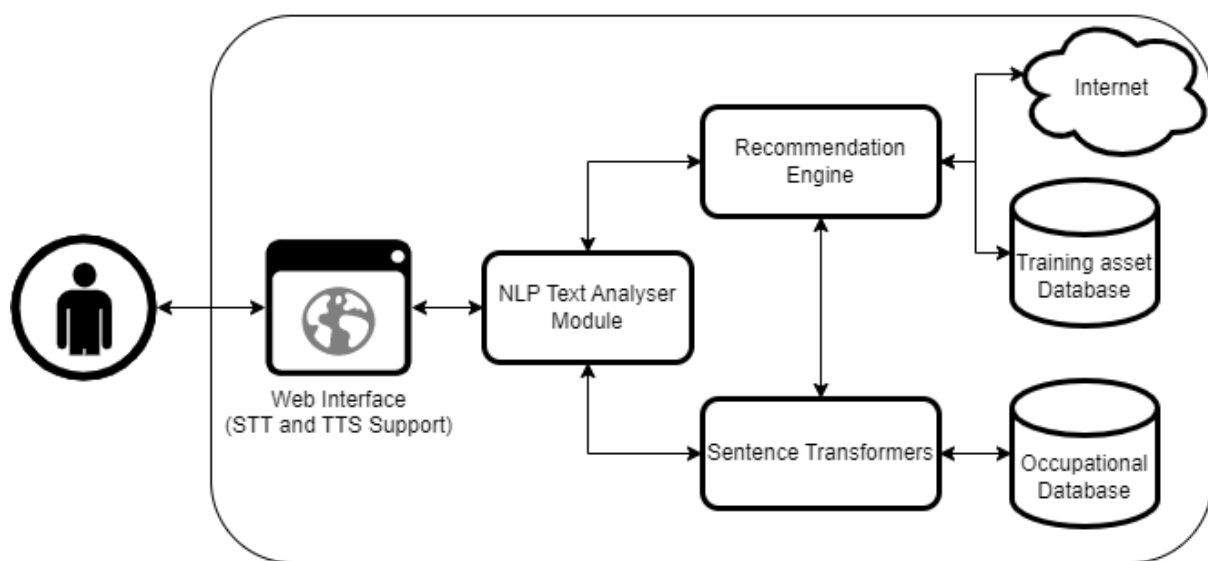 Internet
Recommendation
Engine
Training asset
Database
NLP Text Analyser
Module
Web Interface
(STT and TTS Support)
Sentence Transformers
Occupational
Database